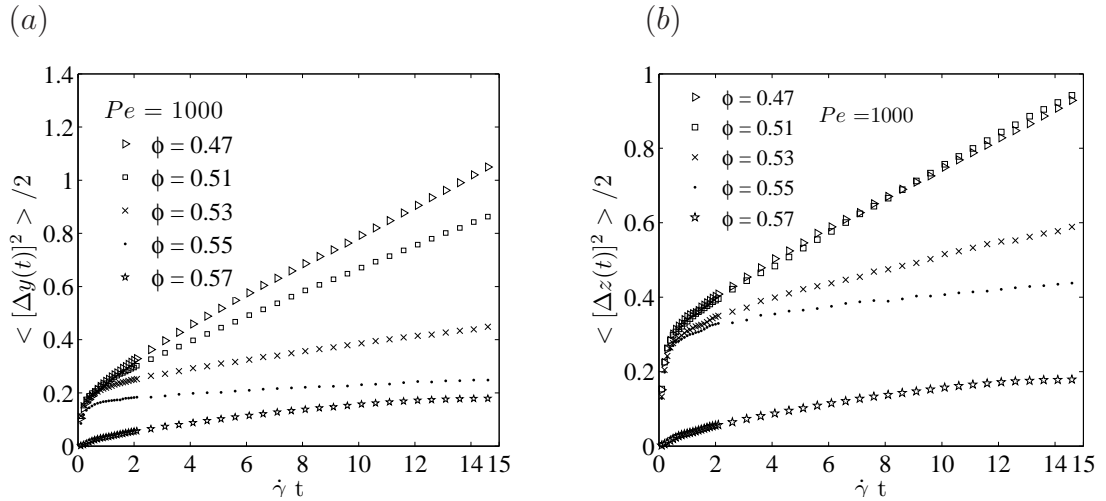 (a)
1.4
1.2
1
0.8
0.6
0.4
0.2
0
< [Δy(t)]² > /2
Pe = 1000
ϕ = 0.47
ϕ = 0.51
ϕ = 0.53
ϕ = 0.55
ϕ = 0.57
0 2 4 6 8 10 12 14 15
γ̇ t
(b)
1
0.8
0.6
0.4
0.2
0
< [Δz(t)]² > /2
ϕ = 0.47
ϕ = 0.51
ϕ = 0.53
ϕ = 0.55
ϕ = 0.57
Pe =1000
0 2 4 6 8 10 12 14 15
γ̇ t